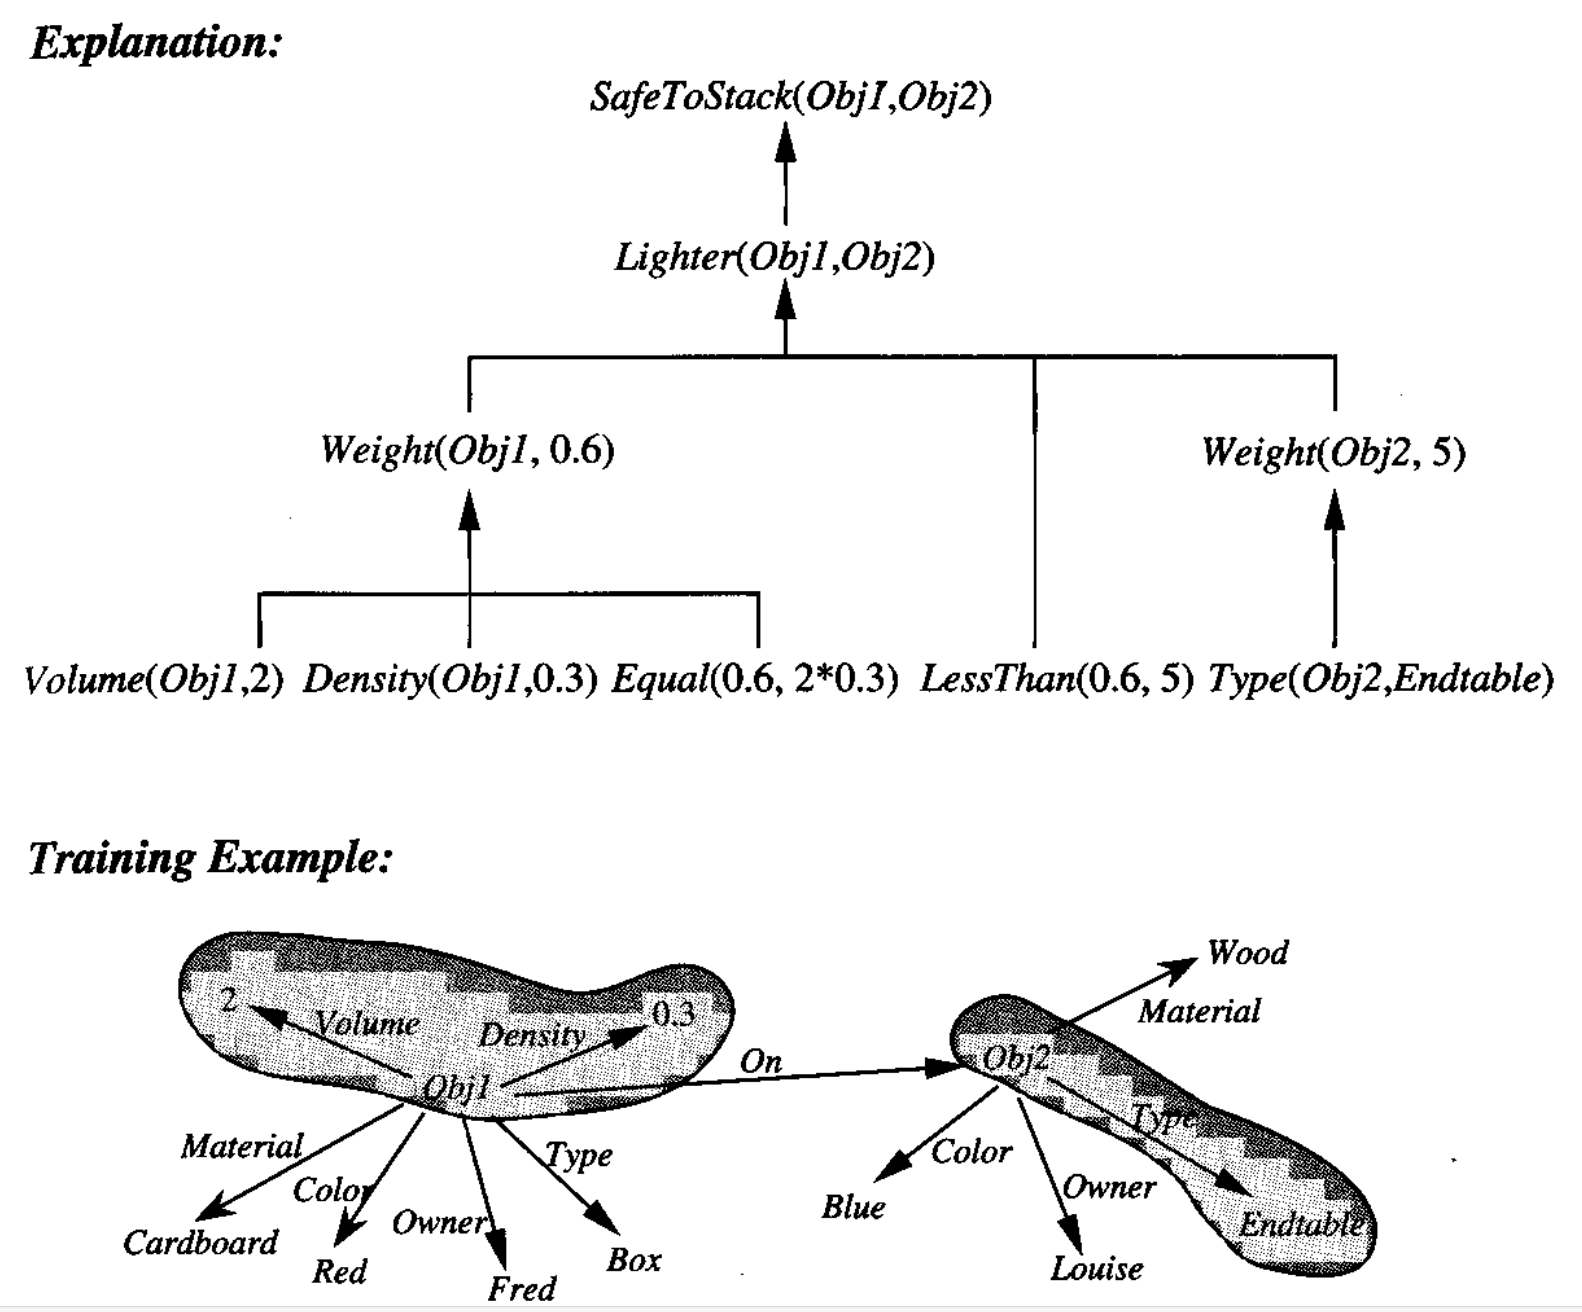 Explanation:
SafeToStack(Obj1,Obj2)
Lighter(Obj1,Obj2)
Weight(Obj1, 0.6)
Weight(Obj2, 5)
Volume(Obj1,2) Density(Obj1,0.3) Equal(0.6, 2*0.3) LessThan(0.6, 5) Type(Obj2,Endtable)
Training Example:
Wood
2
Volume
Density
0.3
Material
On
Obj2
Obj1
Type
Material
Type
Color
Color
Owner
Owner
Blue
Endtable
Cardboard
Red
Fred
Box
Louise